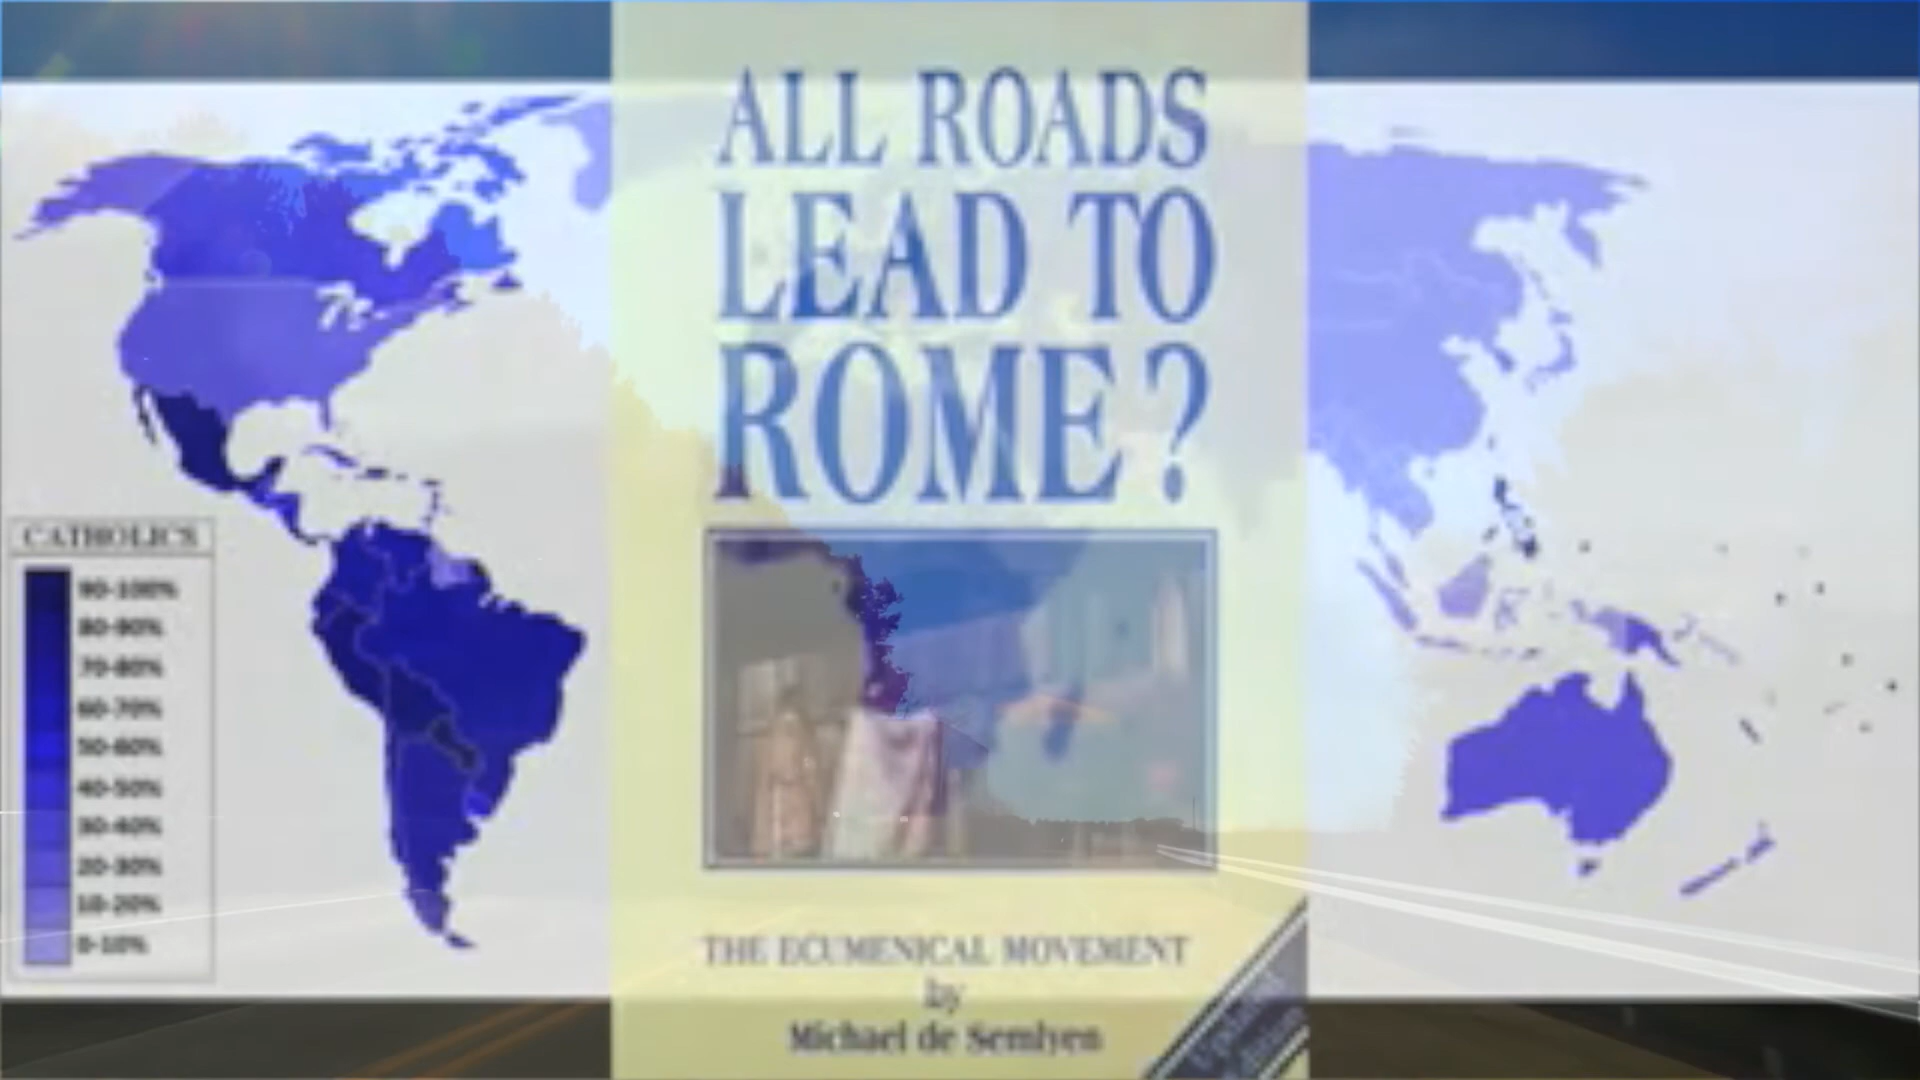 ALL ROADS
LEAD TO
ROME?
THE ECUMENICAL MOVEMENT
by
Michael de Semlyen
CATHOLICS
90-100%
80-90%
70-80%
60-70%
50-60%
40-50%
30-40%
20-30%
10-20%
0-10%